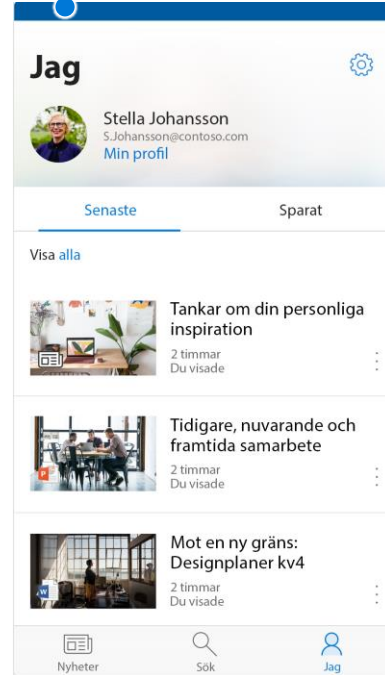 Jag
Stella Johansson
S.Johansson@contoso.com
Min profil
Senaste
Sparat
Visa alla
Tankar om din personliga
inspiration
2 timmar
Du visade
Tidigare, nuvarande och
framtida samarbete
2 timmar
Du visade
Mot en ny gräns:
Designplaner kv4
2 timmar
Du visade
Nyheter
Sök
Jag